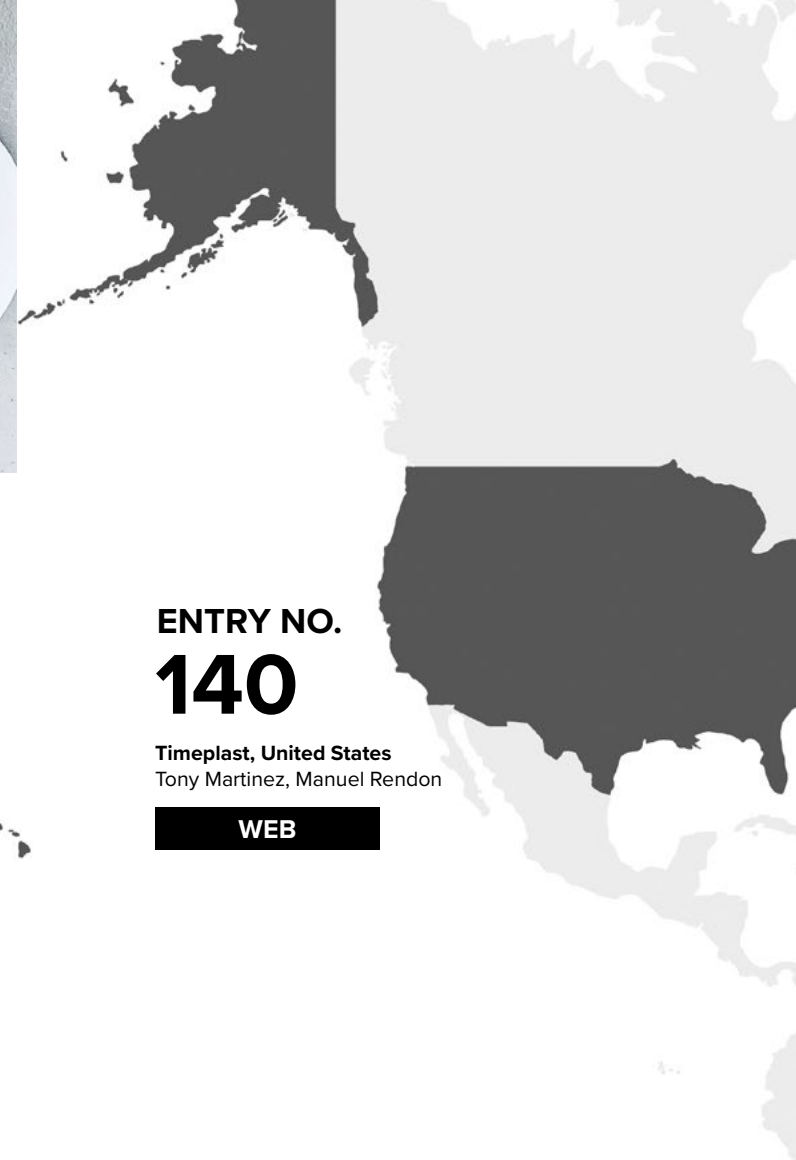 ENTRY NO.
140
Timeplast, United States
Tony Martinez, Manuel Rendon
WEB